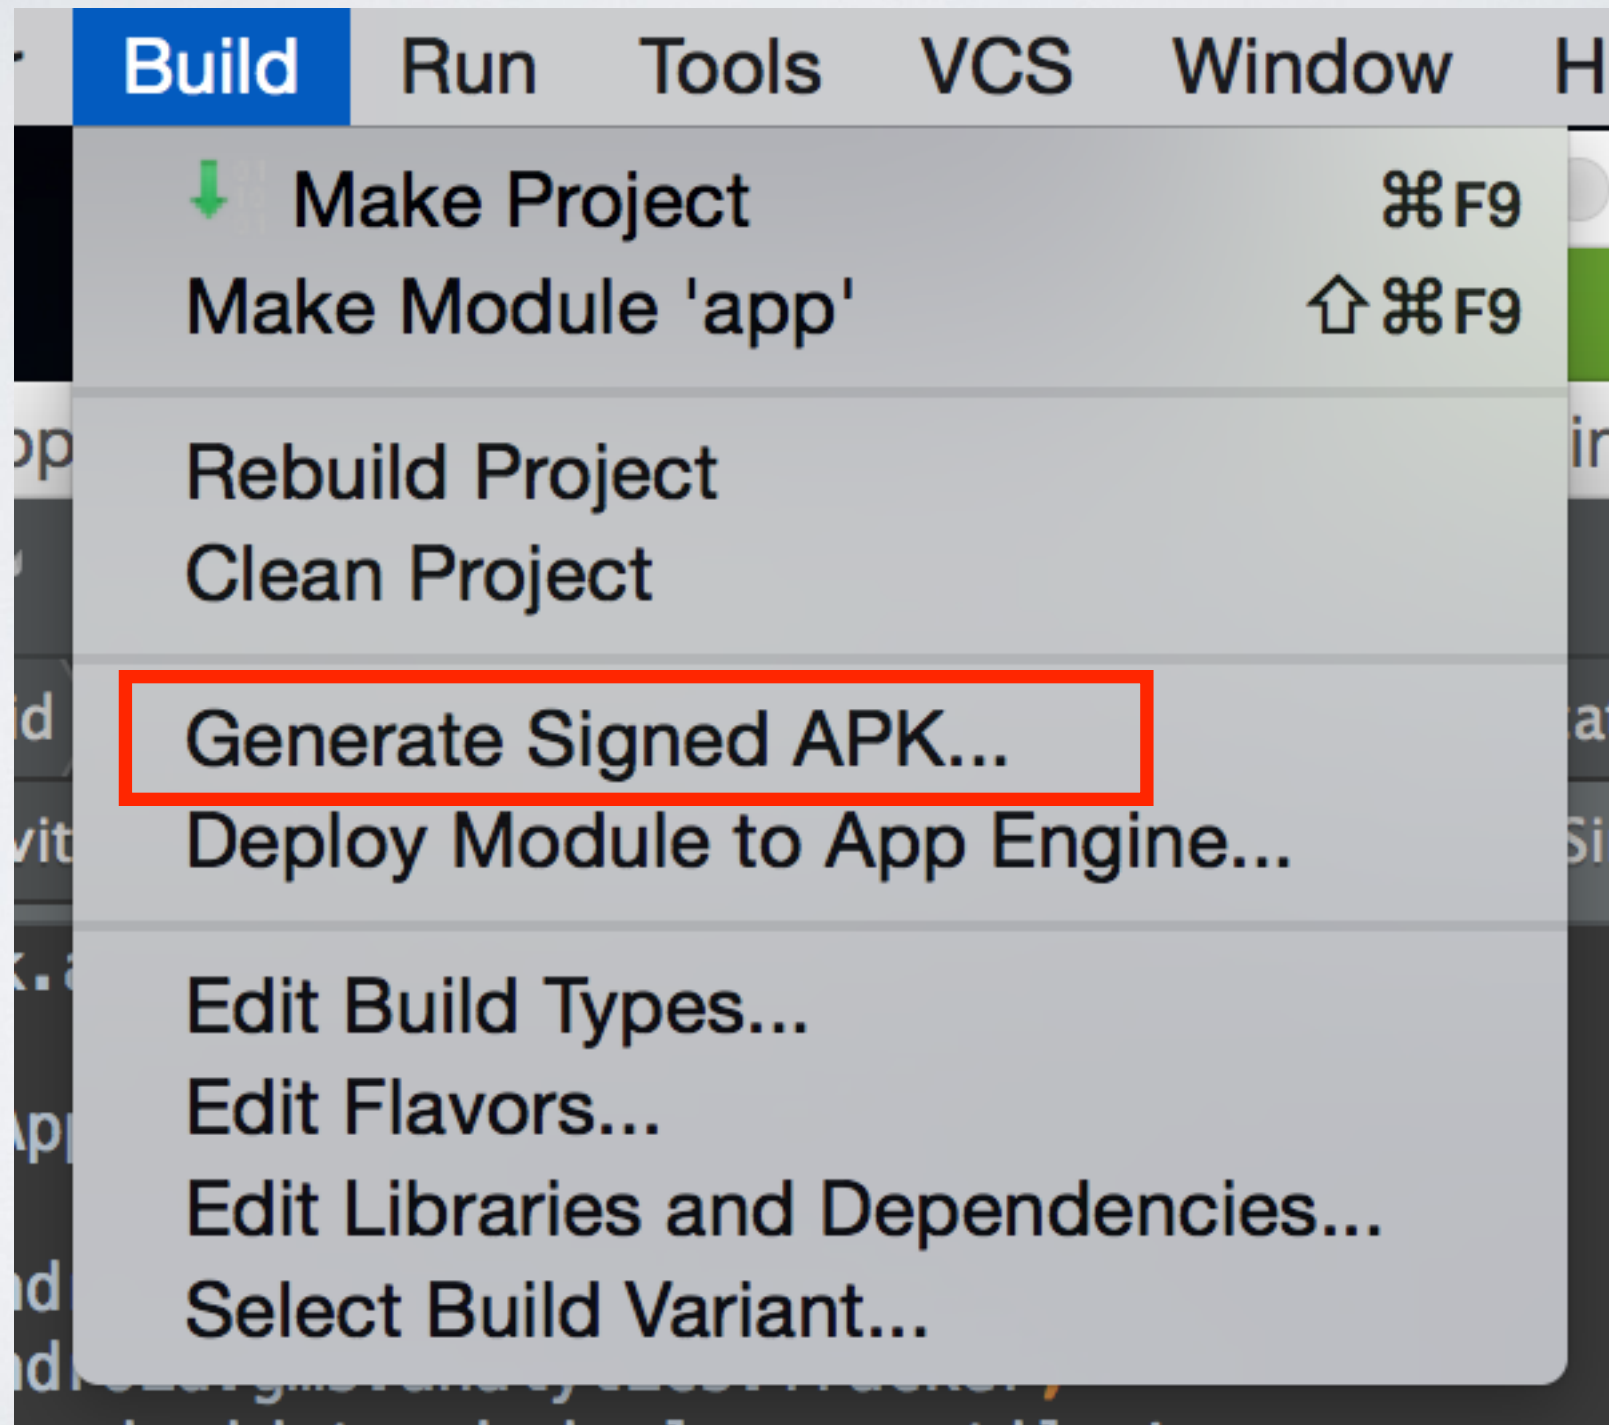 Build Run Tools VCS Window H
Make Project ⌘F9
Make Module 'app' ⇧⌘F9
Rebuild Project
Clean Project
Generate Signed APK...
Deploy Module to App Engine...
Edit Build Types...
Edit Flavors...
Edit Libraries and Dependencies...
Select Build Variant...